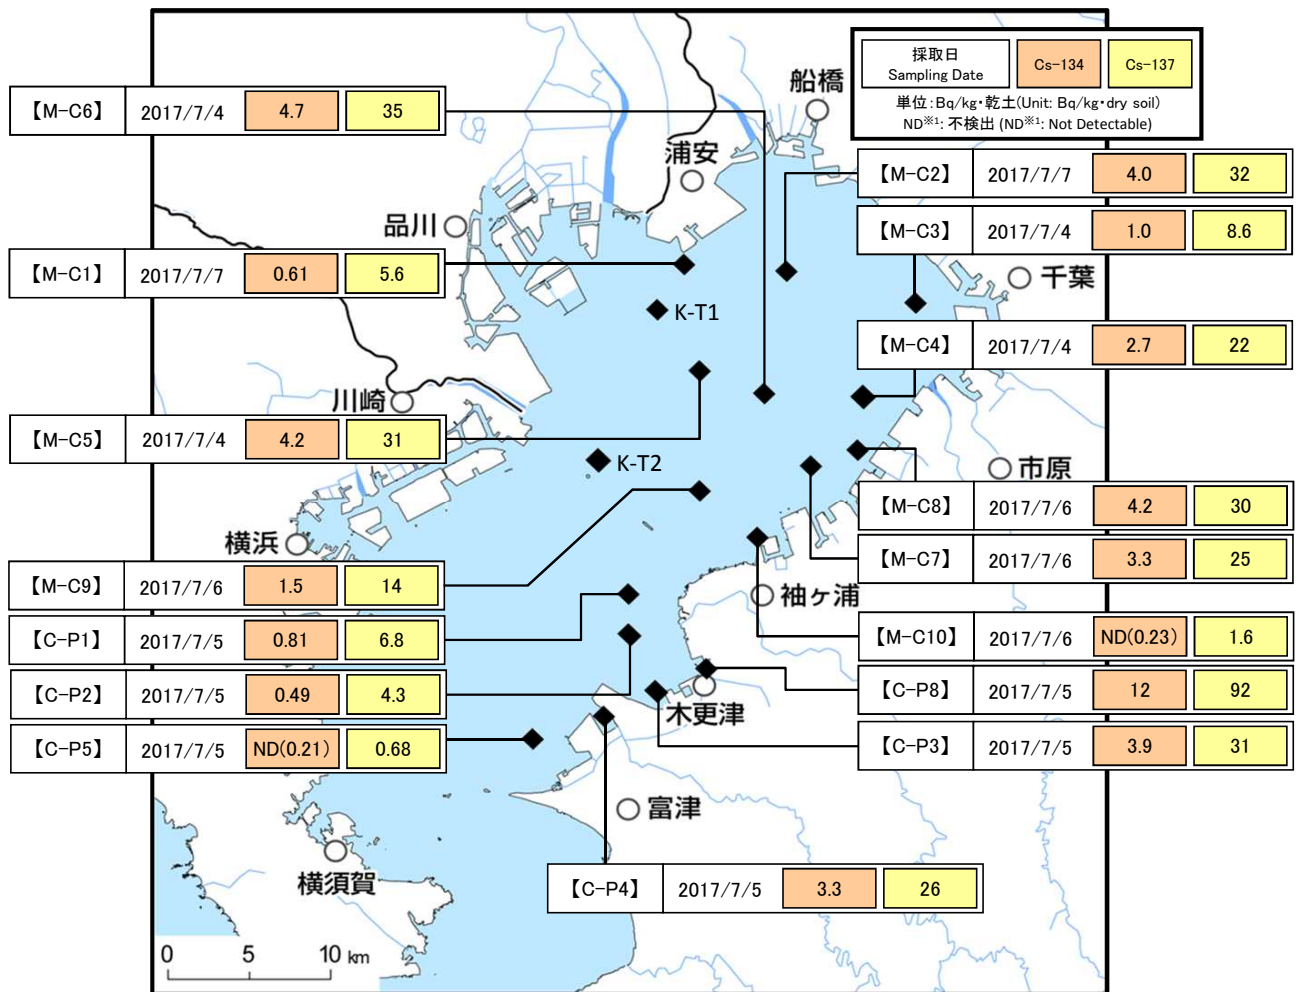 採取日
Sampling Date
Cs-134
Cs-137
単位:Bq/kg・乾土(Unit: Bq/kg・dry soil)
ND※1: 不検出 (ND※1: Not Detectable)
【M-C6】 2017/7/4 4.7 35
【M-C1】 2017/7/7 0.61 5.6
【M-C5】 2017/7/4 4.2 31
【M-C9】 2017/7/6 1.5 14
【C-P1】 2017/7/5 0.81 6.8
【C-P2】 2017/7/5 0.49 4.3
【C-P5】 2017/7/5 ND(0.21) 0.68
【M-C2】 2017/7/7 4.0 32
【M-C3】 2017/7/4 1.0 8.6
【M-C4】 2017/7/4 2.7 22
【M-C8】 2017/7/6 4.2 30
【M-C7】 2017/7/6 3.3 25
【M-C10】 2017/7/6 ND(0.23) 1.6
【C-P8】 2017/7/5 12 92
【C-P3】 2017/7/5 3.9 31
【C-P4】 2017/7/5 3.3 26
船橋
浦安
品川
千葉
K-T1
川崎
K-T2
市原
横浜
袖ヶ浦
木更津
富津
横須賀
0 5 10 km